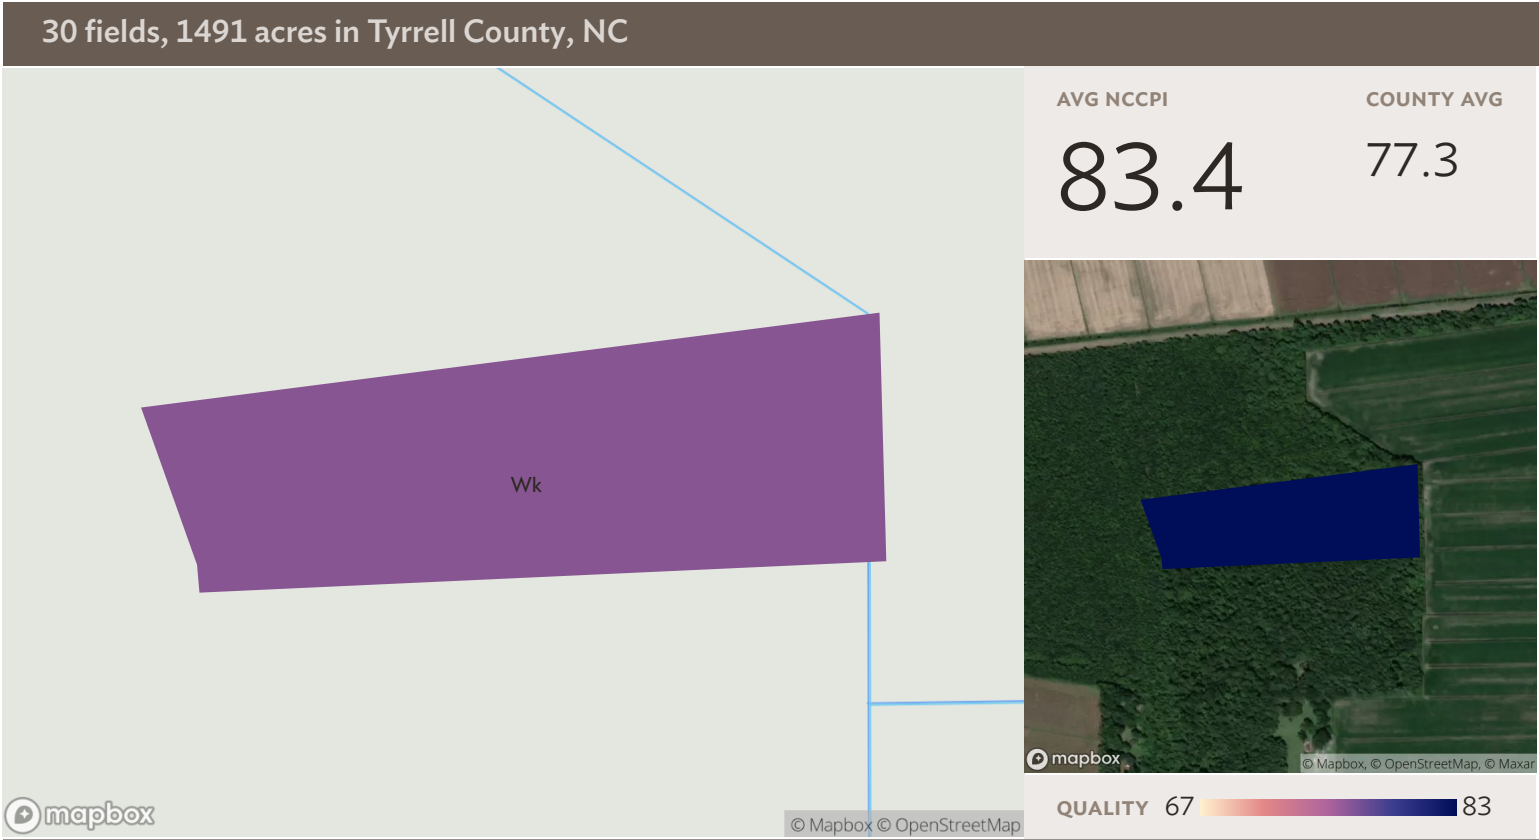 30 fields, 1491 acres in Tyrrell County, NC
AVG NCCPI
COUNTY AVG
83.4
77.3
Wk
mapbox
© Mapbox © OpenStreetMap
mapbox
© Mapbox, © OpenStreetMap, © Maxar
QUALITY 67 83